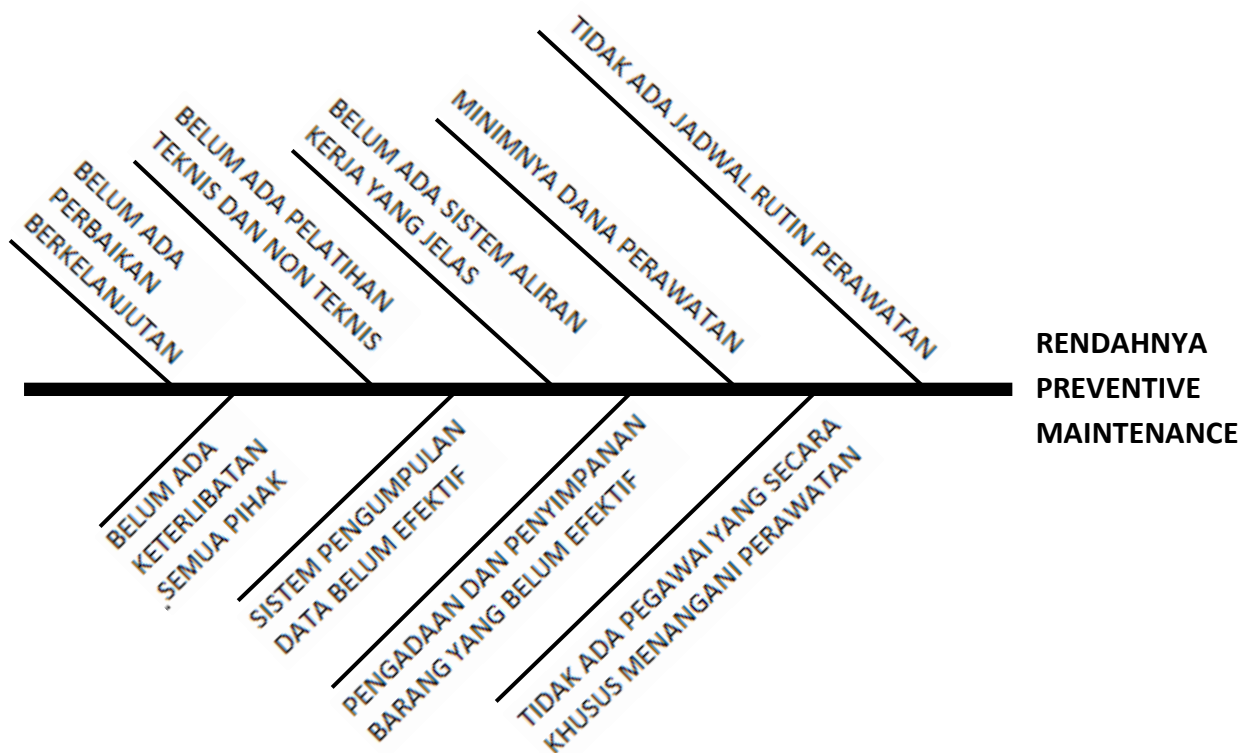 BELUM ADA
PERBAIKAN
BERKELANJUTAN
BELUM ADA PELATIHAN
TEKNIS DAN NON TEKNIS
BELUM ADA SISTEM ALIRAN
KERJA YANG JELAS
MINIMNYA DANA PERAWATAN
TIDAK ADA JADWAL RUTIN PERAWATAN
RENDAHNYA
PREVENTIVE
MAINTENANCE
BELUM ADA
KETERLIBATAN
SEMUA PIHAK
SISTEM PENGUMPULAN
DATA BELUM EFEKTIF
PENGADAAN DAN PENYIMPANAN
BARANG YANG BELUM EFEKTIF
TIDAK ADA PEGAWAI YANG SECARA
KHUSUS MENANGANI PERAWATAN